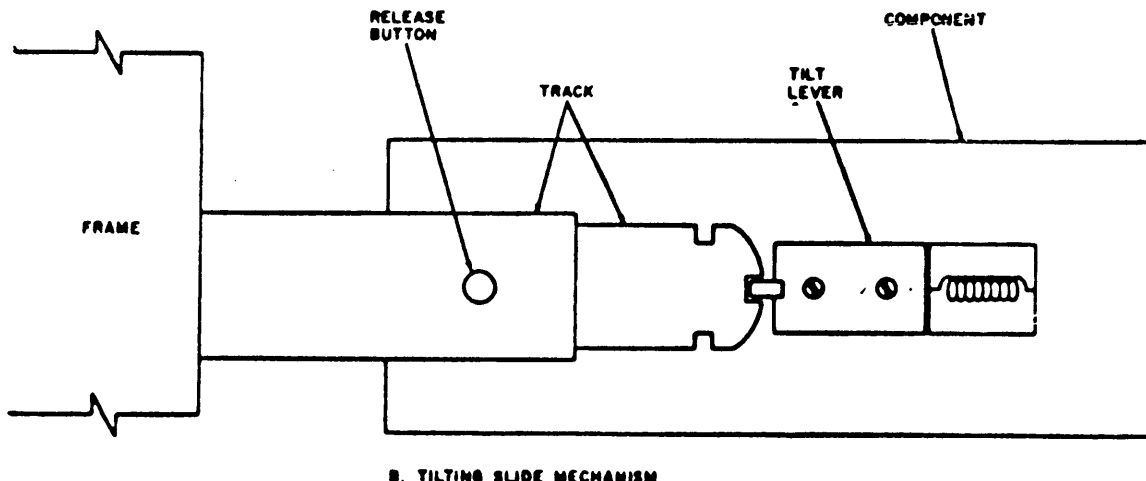 RELEASE
BUTTON
COMPONENT
TILT
LEVER
TRACK
FRAME
B. TILTING SLIDE MECHANISM